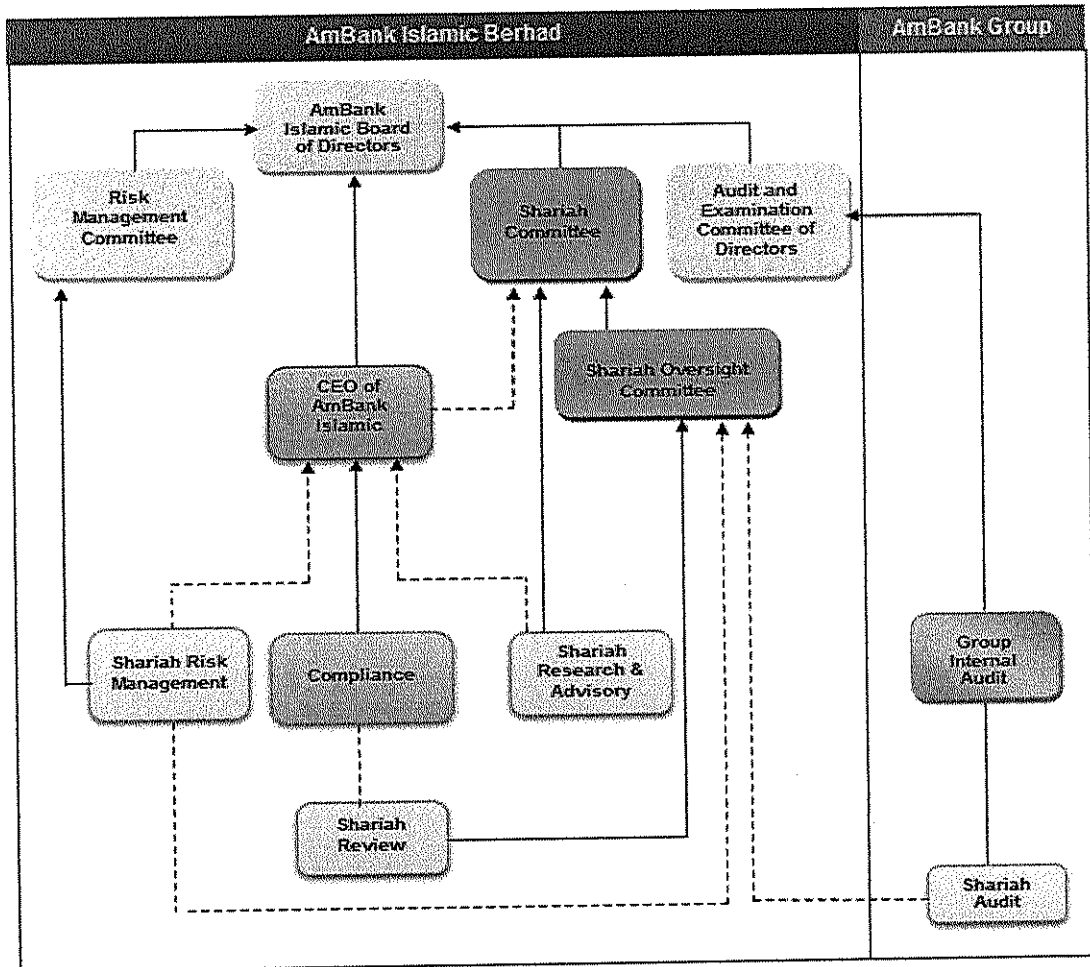 AmBank Islamic Berhad
AmBank Group
AmBank
Islamic Board
of Directors
Risk
Management
Committee
Shariah
Committee
Audit and
Examination
Committee of
Directors
CEO of
AmBank
Islamic
Shariah Oversight
Committee
Shariah Risk
Management
Compliance
Shariah
Research &
Advisory
Group
Internal
Audit
Shariah
Review
Shariah
Audit